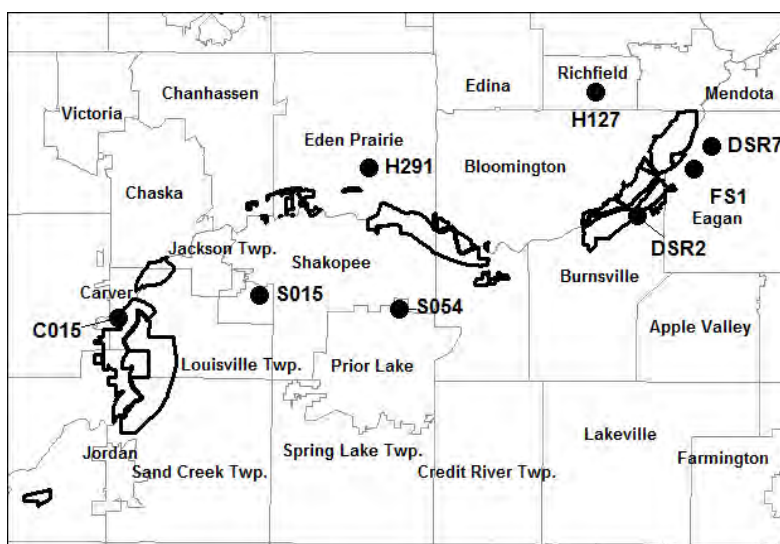 Richfield
Edina
Mendota
Chanhassen
Victoria
H127
Eden Prairie
DSR7
Bloomington
H291
Chaska
FS1
Eagan
Jackson Twp.
DSR2
Shakopee
Burnsville
Carver
S015
S054
C015
Apple Valley
Louisville Twp.
Prior Lake
Lakeville
Jordan
Spring Lake Twp.
Farmington
Sand Creek Twp.
Credit River Twp.